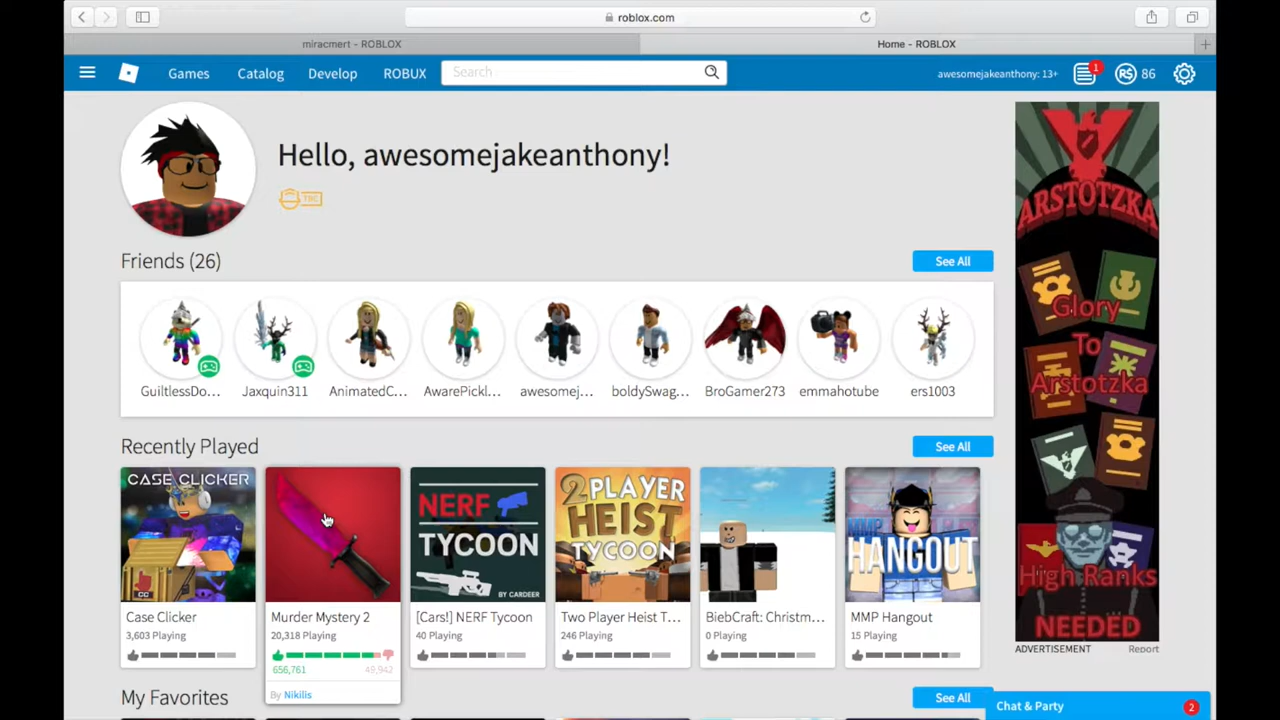 roblox.com
miracmert - ROBLOX
Home - ROBLOX
Games
Catalog
Develop
ROBUX
Search
awesomejakeanthony: 13+
1
R$ 86
Hello, awesomejakeanthony!
TBC
Friends (26)
See All
GuiltlessDo...
Jaxquin311
AnimatedC...
AwarePickl...
awesomej...
boldySwag...
BroGamer273
emmahotube
ers1003
Recently Played
See All
CASE CLICKER
CC
NERF
TYCOON
BY CARDEER
2 PLAYER
HEIST
TYCOON
MMP
HANGOUT
Case Clicker
3,603 Playing
Murder Mystery 2
20,318 Playing
656,761
49,942
By Nikilis
[Cars!] NERF Tycoon
40 Playing
Two Player Heist T...
246 Playing
BiebCraft: Christm...
0 Playing
MMP Hangout
15 Playing
My Favorites
See All
ARSTOTZKA
Glory
To
Arstotzka
High Ranks
NEEDED
ADVERTISEMENT
Report
Chat & Party
2